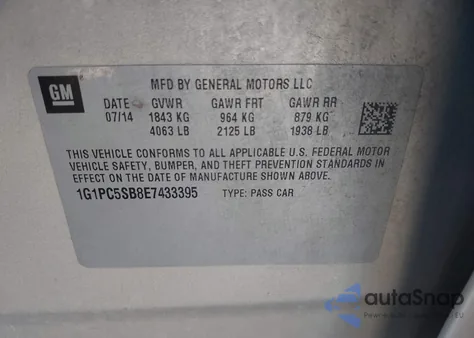 GM
MFD BY GENERAL MOTORS LLC
DATE GVWR GAWR FRT GAWR RR
07/14 1843 KG 964 KG 879 KG
4063 LB 2125 LB 1938 LB
THIS VEHICLE CONFORMS TO ALL APPLICABLE U.S. FEDERAL MOTOR
VEHICLE SAFETY, BUMPER, AND THEFT PREVENTION STANDARDS IN
EFFECT ON THE DATE OF MANUFACTURE SHOWN ABOVE.
1G1PC5SB8E7433395 TYPE: PASS CAR
autoSnap